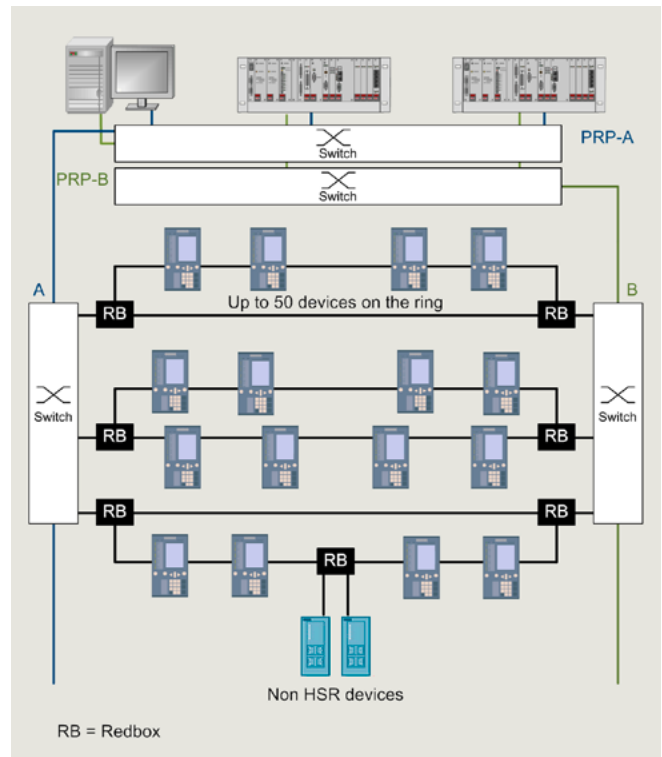 Switch
PRP-A
PRP-B
Switch
A
B
RB
Up to 50 devices on the ring
RB
Switch
Switch
RB
RB
RB
RB
RB
Non HSR devices
RB = Redbox